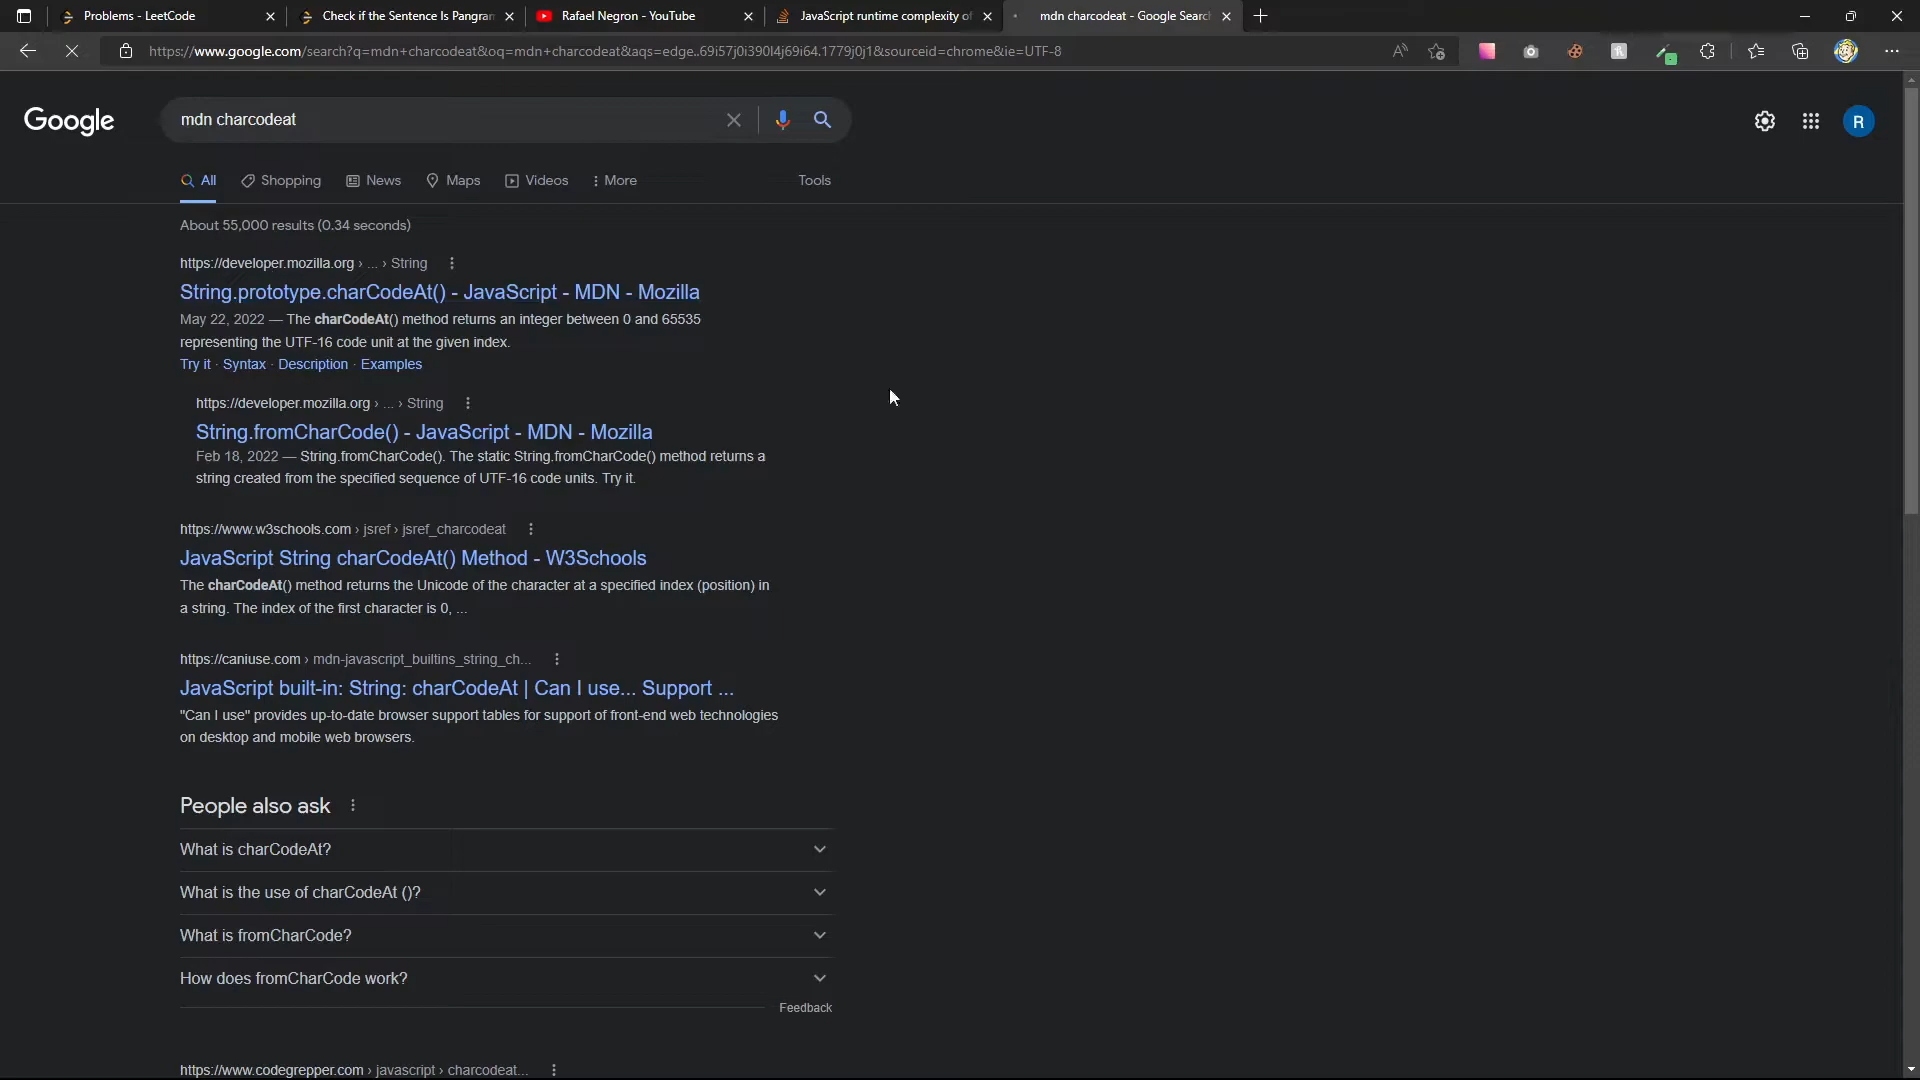 Problems - LeetCode
Check if the Sentence Is Pangran
Rafael Negron - YouTube
JavaScript runtime complexity of
mdn charcodeat - Google Search
https://www.google.com/search?q=mdn+charcodeat&oq=mdn+charcodeat&aqs=edge..69i57j0i390l4j69i64.1779j0j1&sourceid=chrome&ie=UTF-8
Google
mdn charcodeat
R
All
Shopping
News
Maps
Videos
More
Tools
About 55,000 results (0.34 seconds)
https://developer.mozilla.org › ... › String
String.prototype.charCodeAt() - JavaScript - MDN - Mozilla
May 22, 2022 — The charCodeAt() method returns an integer between 0 and 65535
representing the UTF-16 code unit at the given index.
Try it · Syntax · Description · Examples
https://developer.mozilla.org › ... › String
String.fromCharCode() - JavaScript - MDN - Mozilla
Feb 18, 2022 — String.fromCharCode(). The static String.fromCharCode() method returns a
string created from the specified sequence of UTF-16 code units. Try it.
https://www.w3schools.com › jsref › jsref_charcodeat
JavaScript String charCodeAt() Method - W3Schools
The charCodeAt() method returns the Unicode of the character at a specified index (position) in
a string. The index of the first character is 0, ...
https://caniuse.com › mdn-javascript_builtins_string_ch...
JavaScript built-in: String: charCodeAt | Can I use... Support ...
"Can I use" provides up-to-date browser support tables for support of front-end web technologies
on desktop and mobile web browsers.
People also ask
What is charCodeAt?
What is the use of charCodeAt ()?
What is fromCharCode?
How does fromCharCode work?
Feedback
https://www.codegrepper.com › javascript › charcodeat...